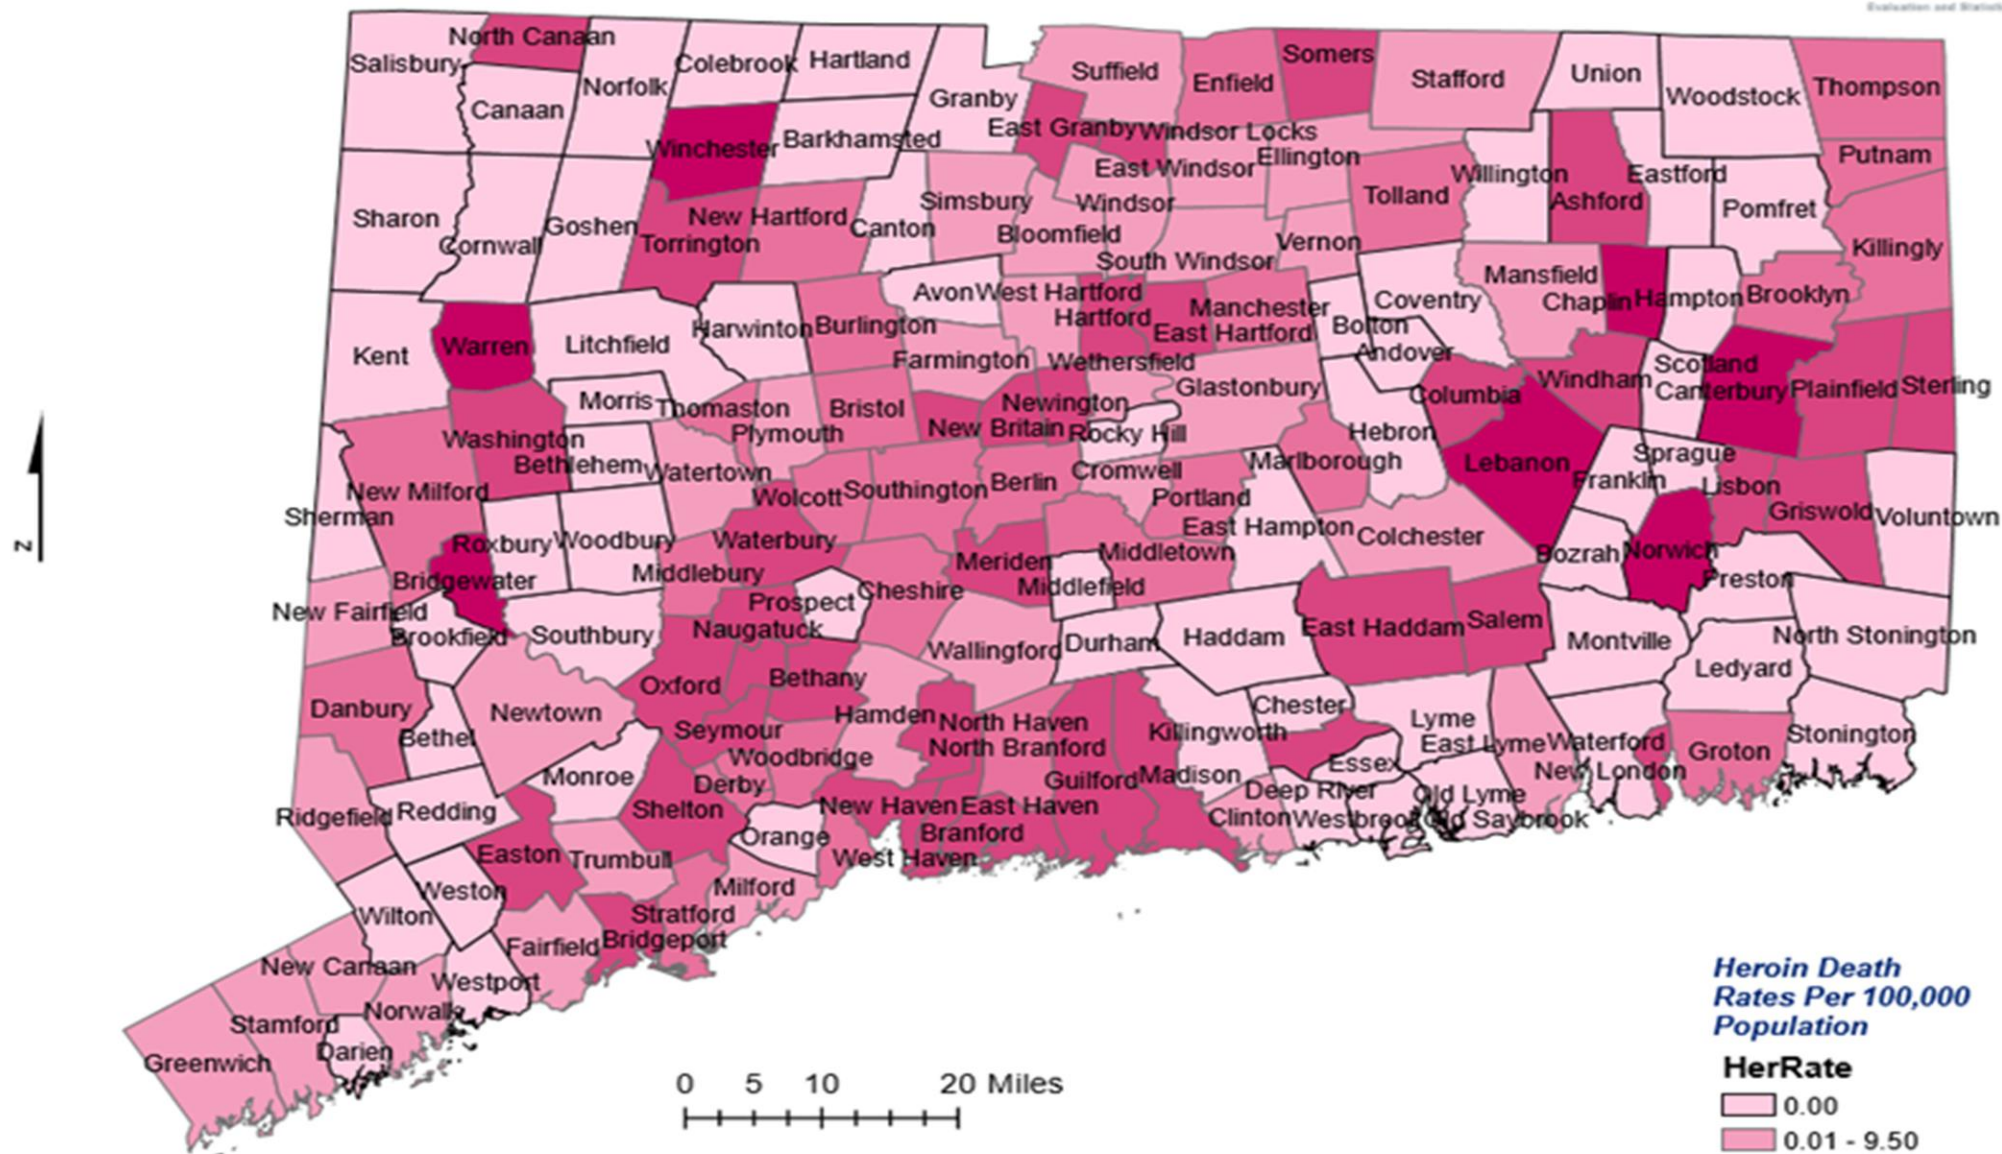 Evaluation and Statist
North Canaan
Salisbury
Canaan
Norfolk
Colebrook
Hartland
Granby
Suffield
Enfield
Somers
Stafford
Union
Woodstock
Thompson
Winchester
Barkhamsted
East Granby
Windsor Locks
East Windsor
Ellington
Willington
Ashford
Eastford
Putnam
Sharon
Cornwall
Goshen
Torrington
New Hartford
Canton
Simsbury
Bloomfield
Windsor
South Windsor
Vernon
Tolland
Pomfret
Killingly
Kent
Warren
Litchfield
Harwinton
Burlington
Avon
West Hartford
Hartford
Manchester
East Hartford
Bolton
Coventry
Andover
Mansfield
Chaplin
Hampton
Brooklyn
Farmington
Wethersfield
Glastonbury
Columbia
Windham
Scotland
Canterbury
Plainfield
Sterling
Washington
Morris
Bethlehem
Thomaston
Plymouth
Watertown
Bristol
New Britain
Newington
Rocky Hill
Cromwell
Hebron
Marlborough
Lebanon
Franklin
Sprague
Lisbon
Griswold
Voluntown
New Milford
Sherman
Roxbury
Woodbury
Wolcott
Southington
Berlin
Portland
East Hampton
Colchester
Bozrah
Norwich
Preston
Waterbury
Middlebury
Meriden
Middletown
Middlefield
Bridgewater
New Fairfield
Brookfield
Southbury
Prospect
Naugatuck
Cheshire
Wallingford
Durham
Haddam
East Haddam
Salem
Montville
Ledyard
North Stonington
Danbury
Bethel
Newtown
Oxford
Bethany
Seymour
Woodbridge
Hamden
North Haven
North Branford
Killingworth
Chester
Lyme
East Lyme
Waterford
Groton
Stonington
Ridgefield
Redding
Monroe
Derby
Shelton
Orange
New Haven
East Haven
Branford
West Haven
Guilford
Madison
Deep River
Essex
Clinton
Westbrook
Old Lyme
Old Saybrook
New London
Wilton
Weston
Easton
Trumbull
Milford
Stratford
Bridgeport
Fairfield
New Canaan
Westport
Norwalk
Stamford
Darien
Greenwich
N
0 5 10 20 Miles
Heroin Death
Rates Per 100,000
Population
HerRate
0.00
0.01 - 9.50